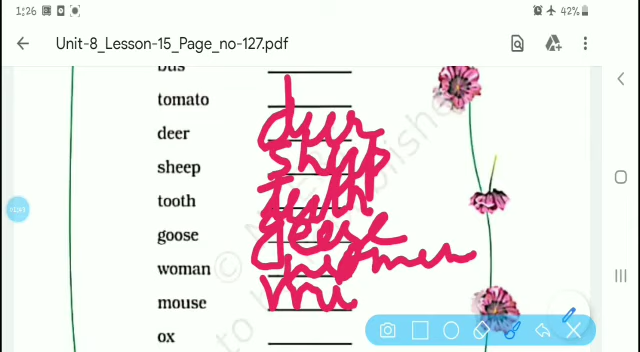 1:26 42%
Unit-8_Lesson-15_Page_no-127.pdf
bus
tomato
deer deer
sheep sheep
tooth teeth
goose geese
woman women
mouse mi
ox